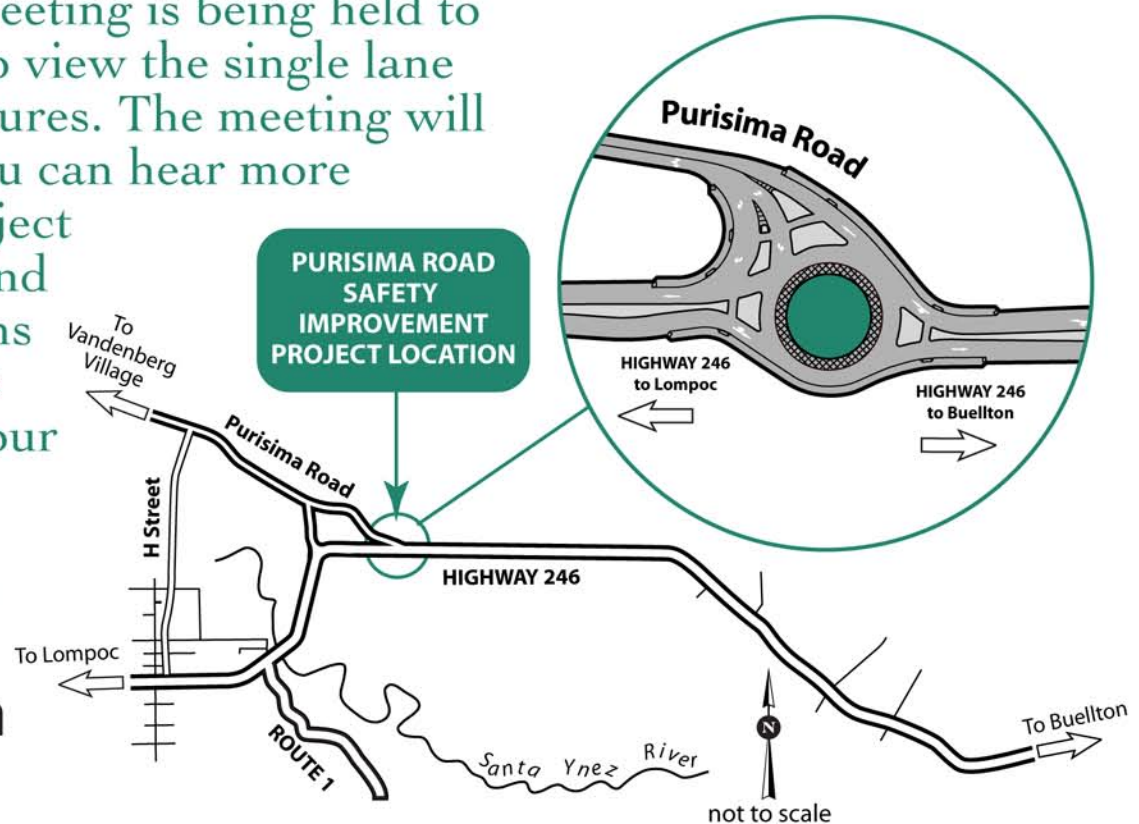 eeting is being held to
o view the single lane
ures. The meeting will
u can hear more
ject
nd
ns
our
PURISIMA ROAD
SAFETY
IMPROVEMENT
PROJECT LOCATION
Purisima Road
HIGHWAY 246
to Lompoc
HIGHWAY 246
to Buellton
To
Vandenberg
Village
Purisima Road
H Street
HIGHWAY 246
To Lompoc
ROUTE 1
Santa Ynez River
N
not to scale
To Buellton